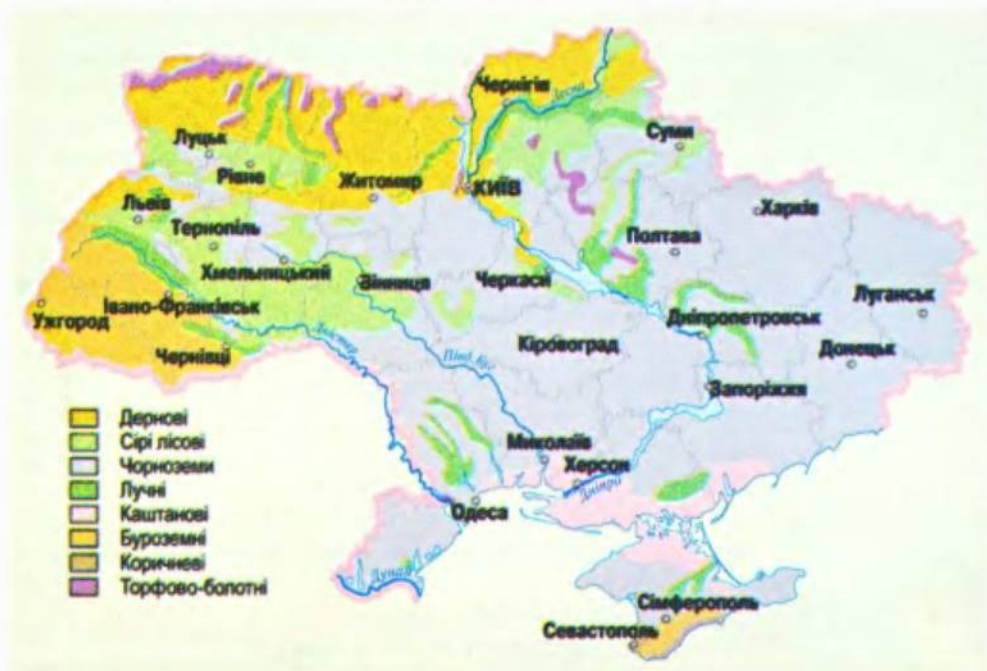 Чернігів
Десна
Суми
Луцьк
Рівне
Житомир
КИЇВ
Харків
Львів
Тернопіль
Полтава
Хмельницький
Вінниця
Черкаси
Луганськ
Івано-Франківськ
Ужгород
Дніпропетровськ
Чернівці
Дністер
Півд. Буг
Кіровоград
Донецьк
Запоріжжя
Дернові
Сірі лісові
Чорноземи
Лучні
Каштанові
Буроземні
Коричневі
Торфово-болотні
Миколаїв
Херсон
Дніпро
Одеса
Дунай
Сімферополь
Севастополь